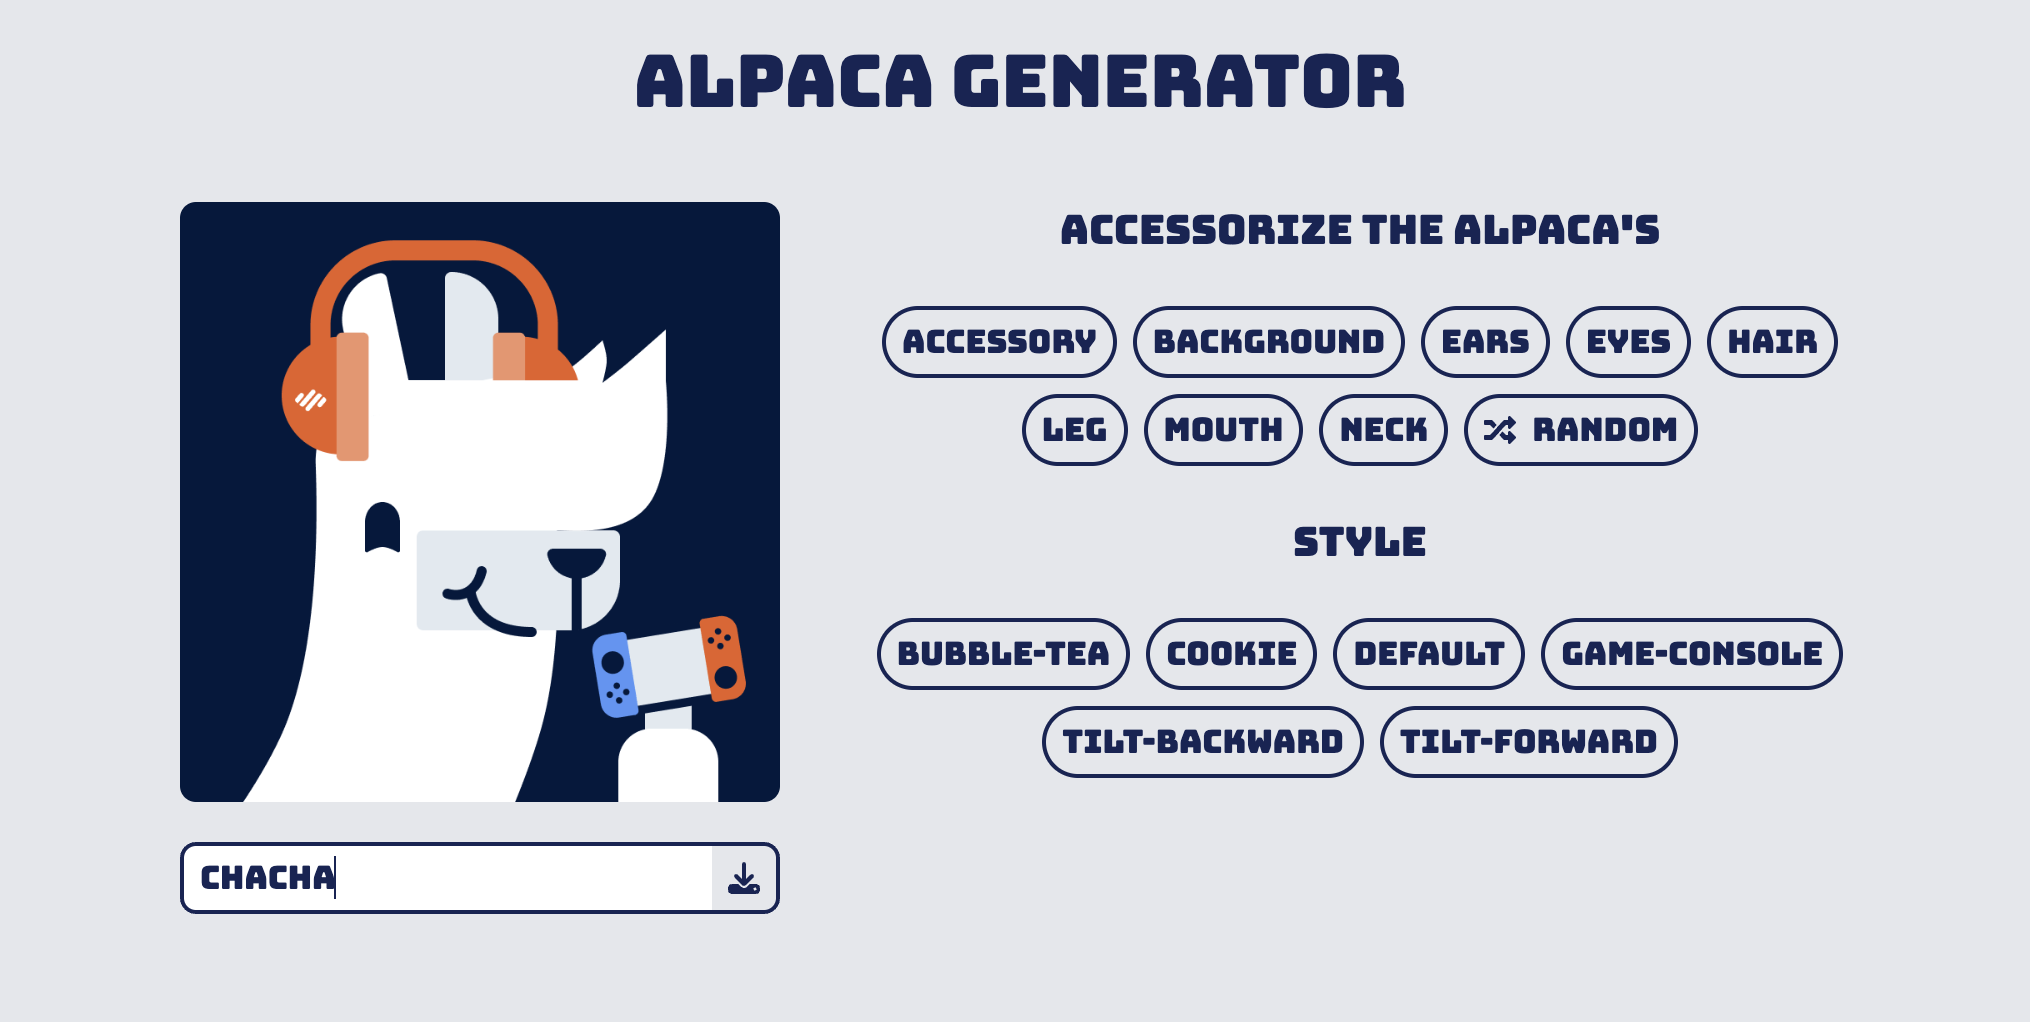 ALPACA GENERATOR
ACCESSORIZE THE ALPACA'S
ACCESSORY BACKGROUND EARS EYES HAIR
LEG MOUTH NECK RANDOM
STYLE
BUBBLE-TEA COOKIE DEFAULT GAME-CONSOLE
TILT-BACKWARD TILT-FORWARD
CHACHA